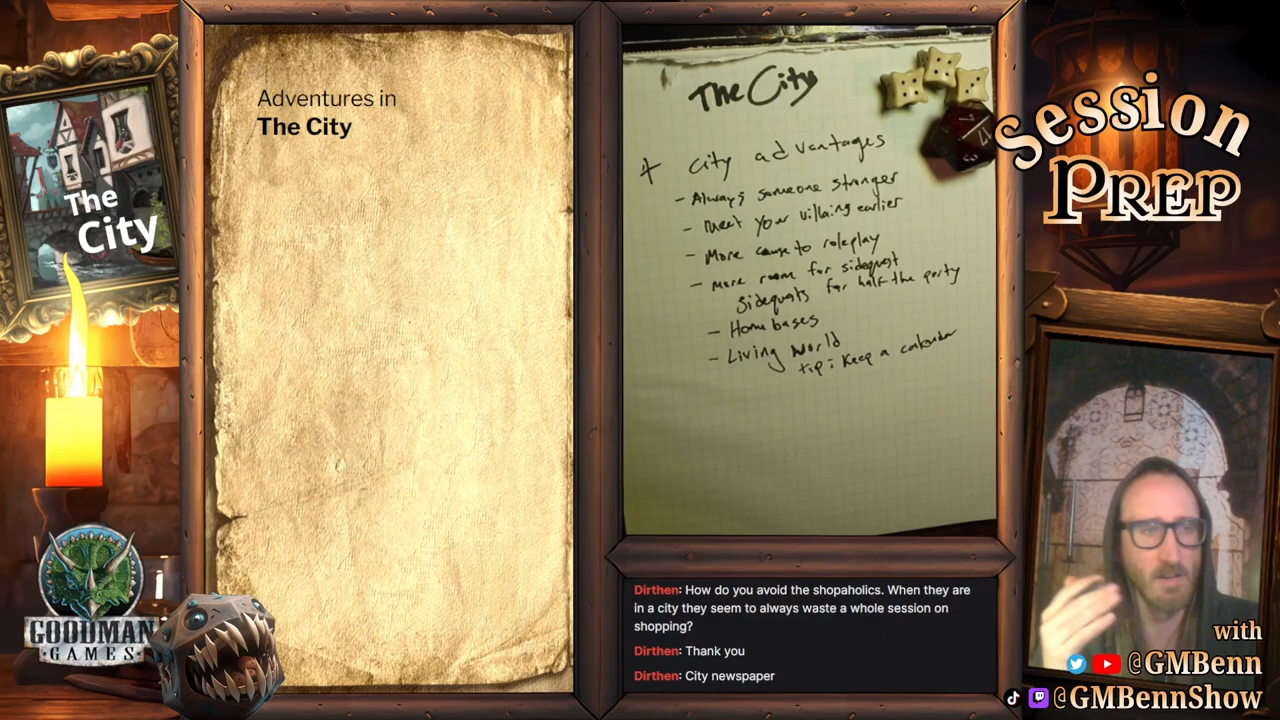 The
City
Adventures in
The City
The City
+ City advantages
- Always someone stronger
- Meet your villains earlier
- More cause to roleplay
- More room for sidequest
Sidequests for half the party
- Home bases
- Living World
tip: Keep a calendar
Dirthen: How do you avoid the shopaholics. When they are
in a city they seem to always waste a whole session on
shopping?
Dirthen: Thank you
Dirthen: City newspaper
Session
PREP
GOODMAN
GAMES
with
@GMBenn
@GMBennShow